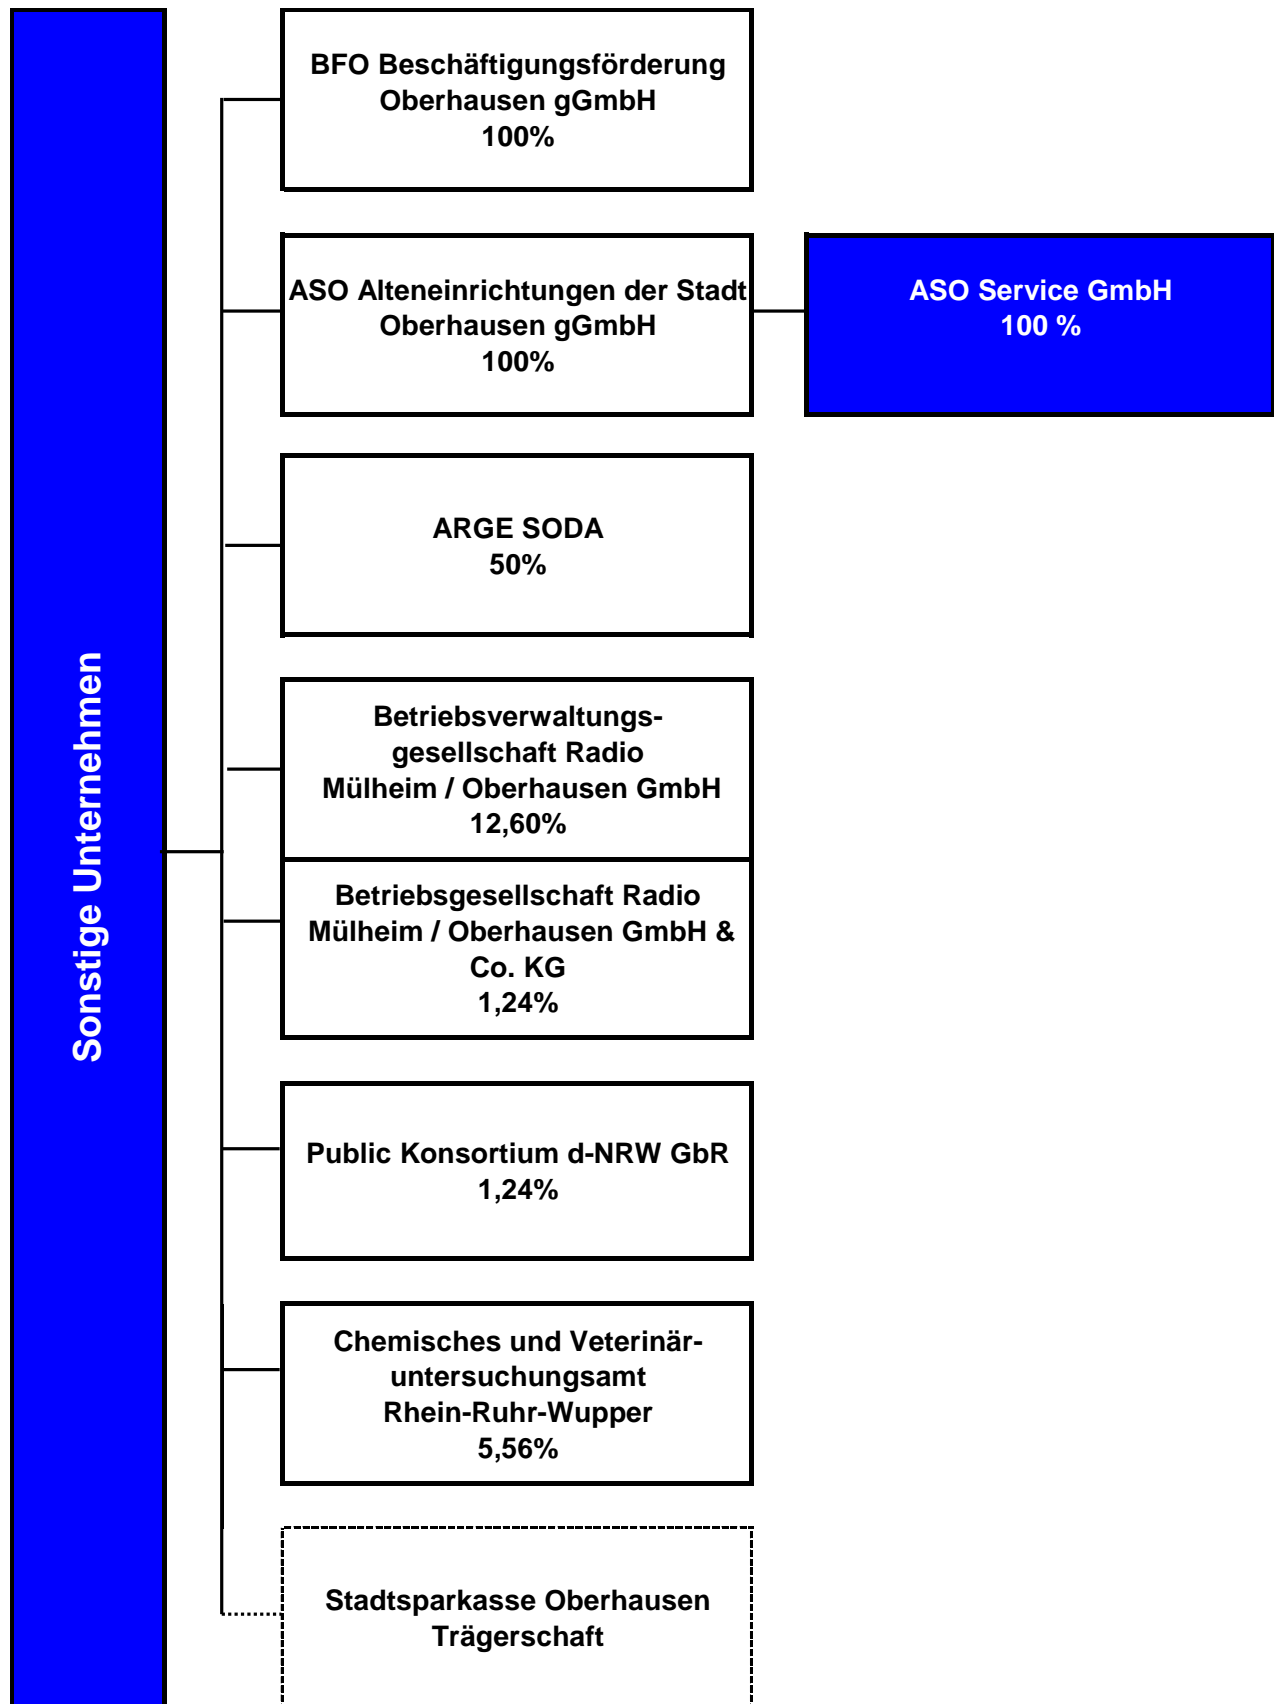 Sonstige Unternehmen
BFO Beschäftigungsförderung
Oberhausen gGmbH
100%
ASO Alteneinrichtungen der Stadt
Oberhausen gGmbH
100%
ASO Service GmbH
100 %
ARGE SODA
50%
Betriebsverwaltungs-
gesellschaft Radio
Mülheim / Oberhausen GmbH
12,60%
Betriebsgesellschaft Radio
Mülheim / Oberhausen GmbH &
Co. KG
1,24%
Public Konsortium d-NRW GbR
1,24%
Chemisches und Veterinär-
untersuchungsamt
Rhein-Ruhr-Wupper
5,56%
Stadtsparkasse Oberhausen
Trägerschaft